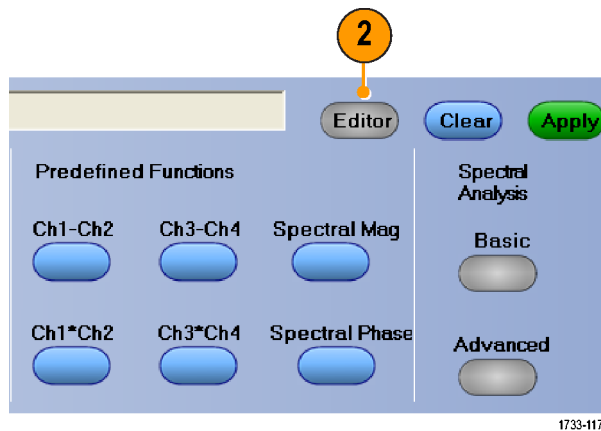 2
Editor Clear Apply
Predefined Functions
Spectral
Analysis
Ch1-Ch2 Ch3-Ch4 Spectral Mag
Basic
Ch1*Ch2 Ch3*Ch4 Spectral Phase
Advanced
1733-117